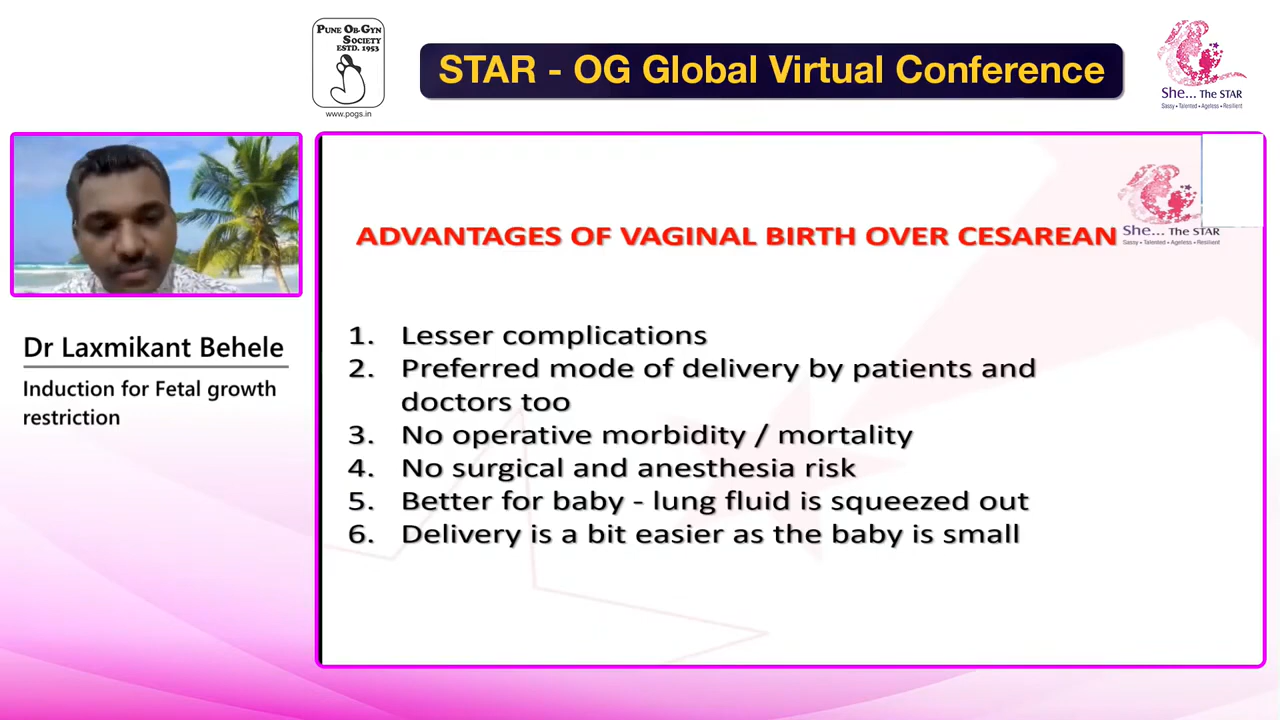 PUNE OB-GYN
SOCIETY
ESTD. 1953
www.pogs.in
STAR - OG Global Virtual Conference
She... The STAR
Sassy • Talented • Ageless • Resilient
Dr Laxmikant Behele
Induction for Fetal growth
restriction
She... The STAR
Sassy • Talented • Ageless • Resilient
ADVANTAGES OF VAGINAL BIRTH OVER CESAREAN
1. Lesser complications
2. Preferred mode of delivery by patients and
doctors too
3. No operative morbidity / mortality
4. No surgical and anesthesia risk
5. Better for baby - lung fluid is squeezed out
6. Delivery is a bit easier as the baby is small